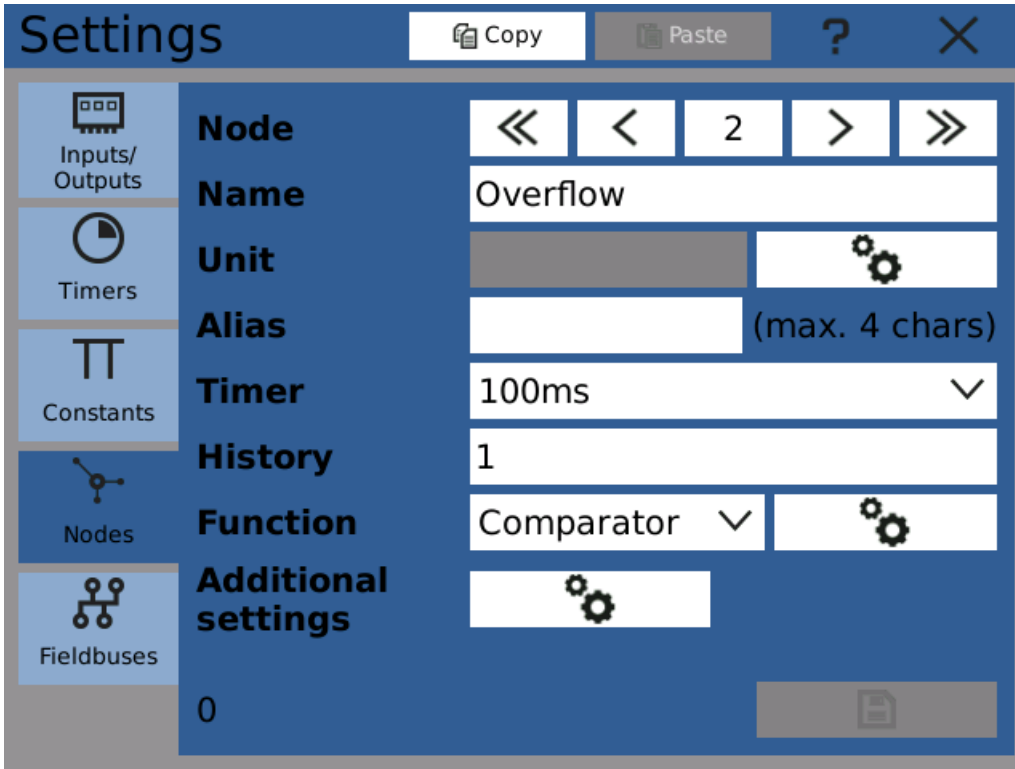 Settings
Copy
Paste
?
Inputs/
Outputs
Timers
Constants
Nodes
Fieldbuses
Node
2
Name
Overflow
Unit
Alias
(max. 4 chars)
Timer
100ms
History
1
Function
Comparator
Additional
settings
0